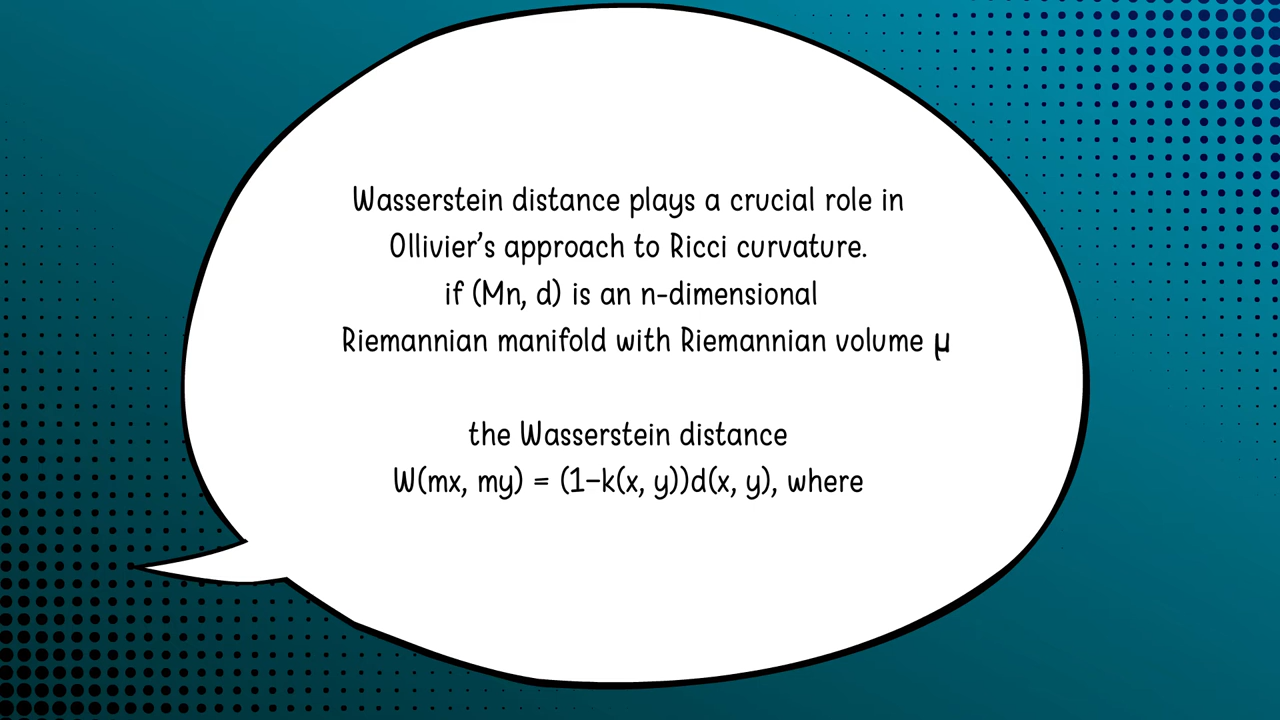 Wasserstein distance plays a crucial role in
Ollivier’s approach to Ricci curvature.
if (Mn, d) is an n-dimensional
Riemannian manifold with Riemannian volume μ
the Wasserstein distance
W(mx, my) = (1−k(x, y))d(x, y), where